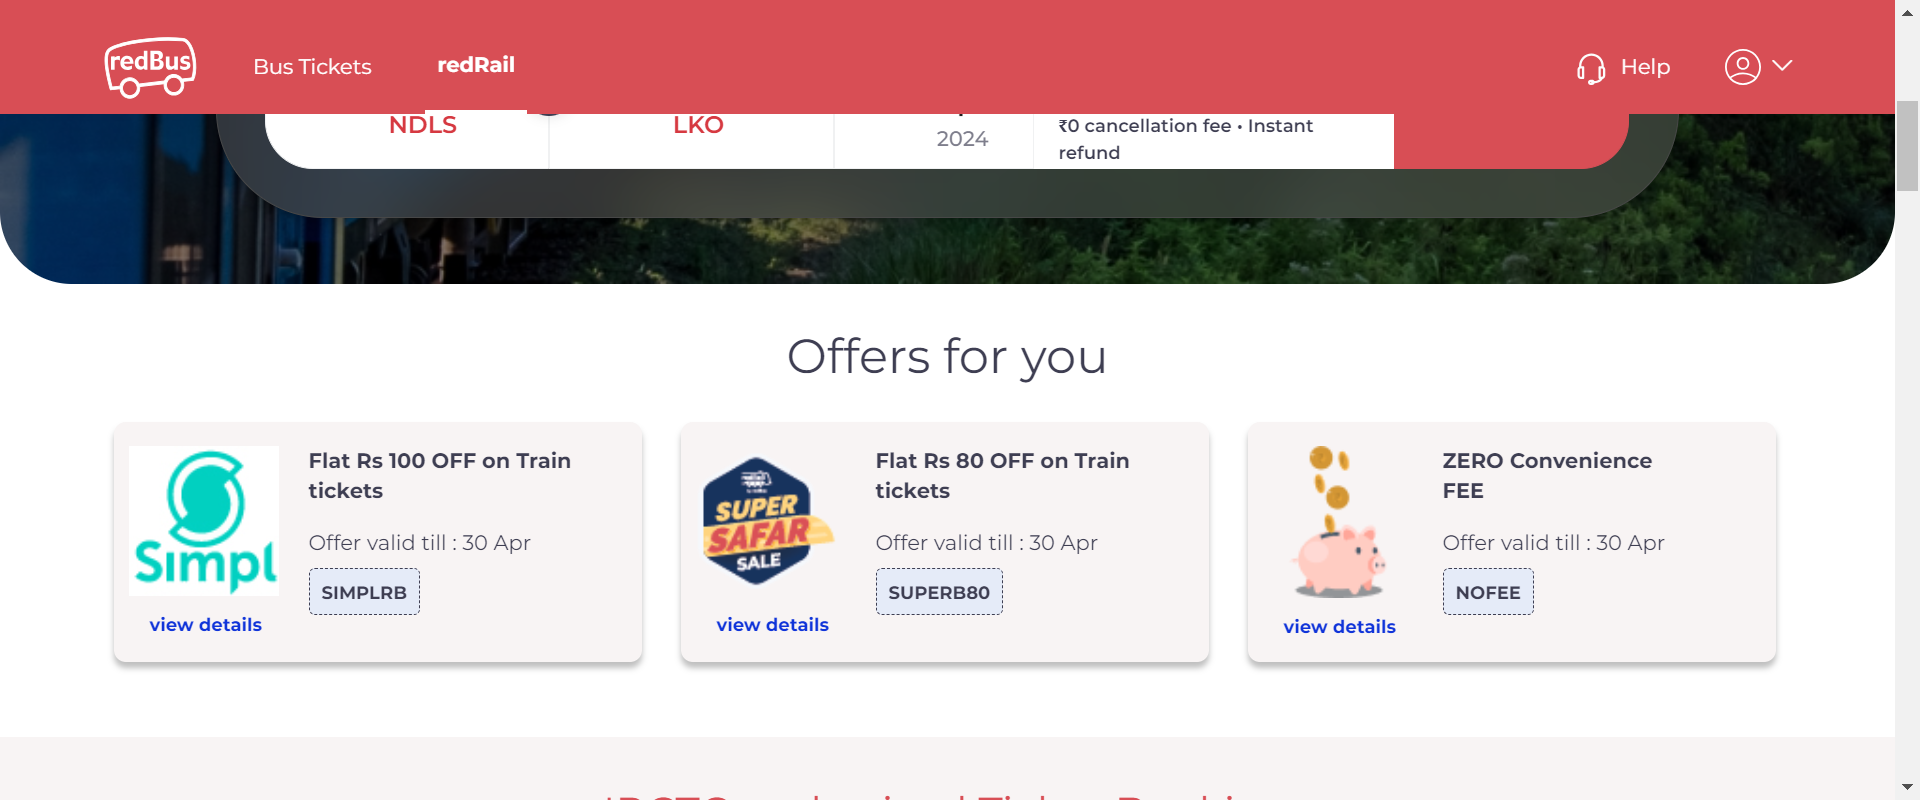 redBus
Bus Tickets
redRail
Help
NDLS
LKO
2024
₹0 cancellation fee • Instant
refund
Offers for you
Simpl
view details
Flat Rs 100 OFF on Train
tickets
Offer valid till : 30 Apr
SIMPLRB
SUPER
SAFAR
SALE
view details
Flat Rs 80 OFF on Train
tickets
Offer valid till : 30 Apr
SUPERB80
view details
ZERO Convenience
FEE
Offer valid till : 30 Apr
NOFEE